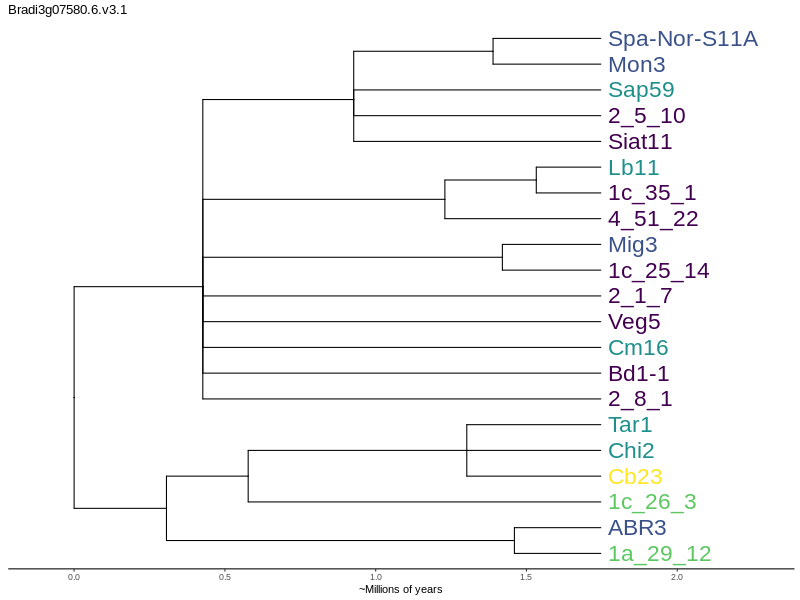 Bradi3g07580.6.v3.1
Spa-Nor-S11A
Mon3
Sap59
2_5_10
Siat11
Lb11
1c_35_1
4_51_22
Mig3
1c_25_14
2_1_7
Veg5
Cm16
Bd1-1
2_8_1
Tar1
Chi2
Cb23
1c_26_3
ABR3
1a_29_12
0.0 0.5 1.0 1.5 2.0
~Millions of years